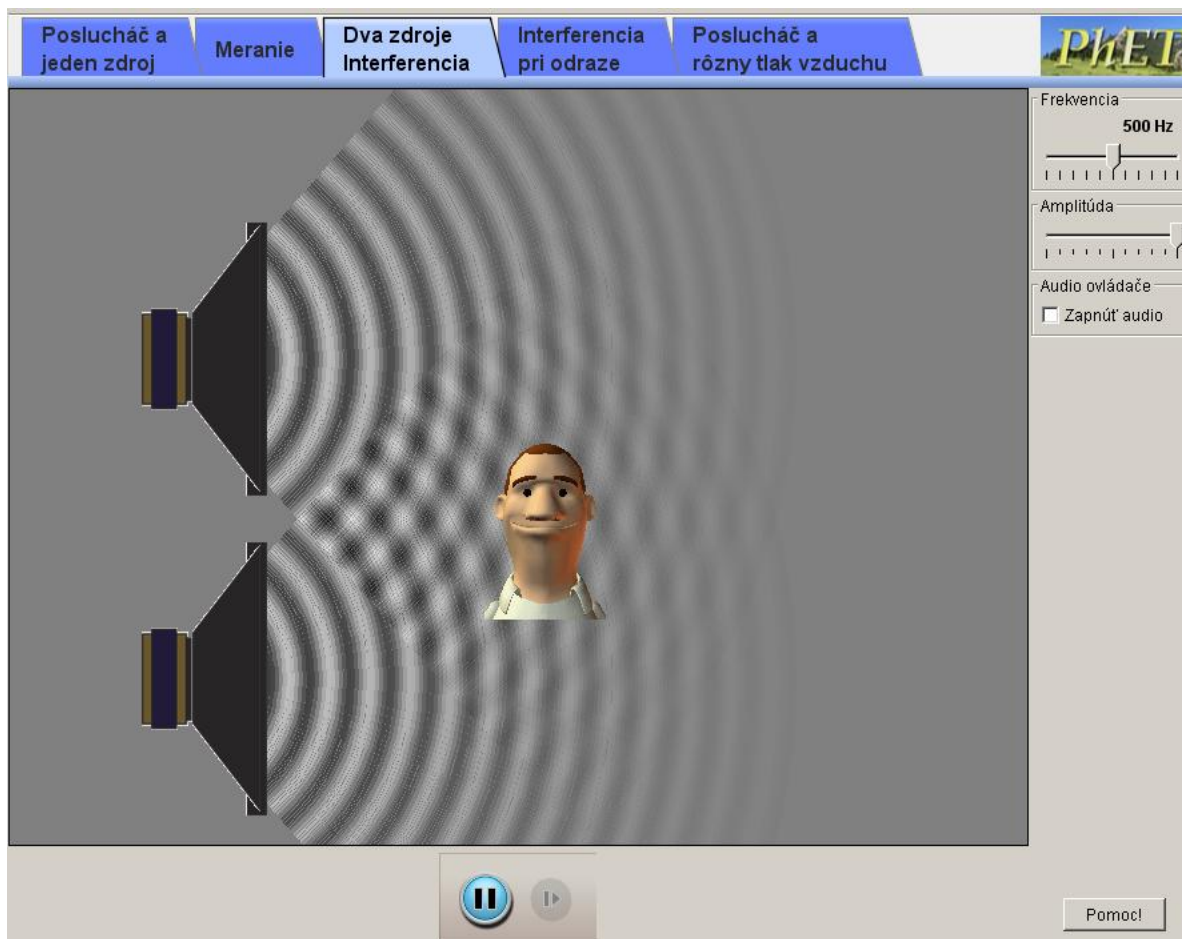 Poslucháč a
jeden zdroj
Meranie
Dva zdroje
Interferencia
Interferencia
pri odraze
Poslucháč a
rôzny tlak vzduchu
PhET
Frekvencia
500 Hz
Amplitúda
Audio ovládače
Zapnúť audio
Pomoc!